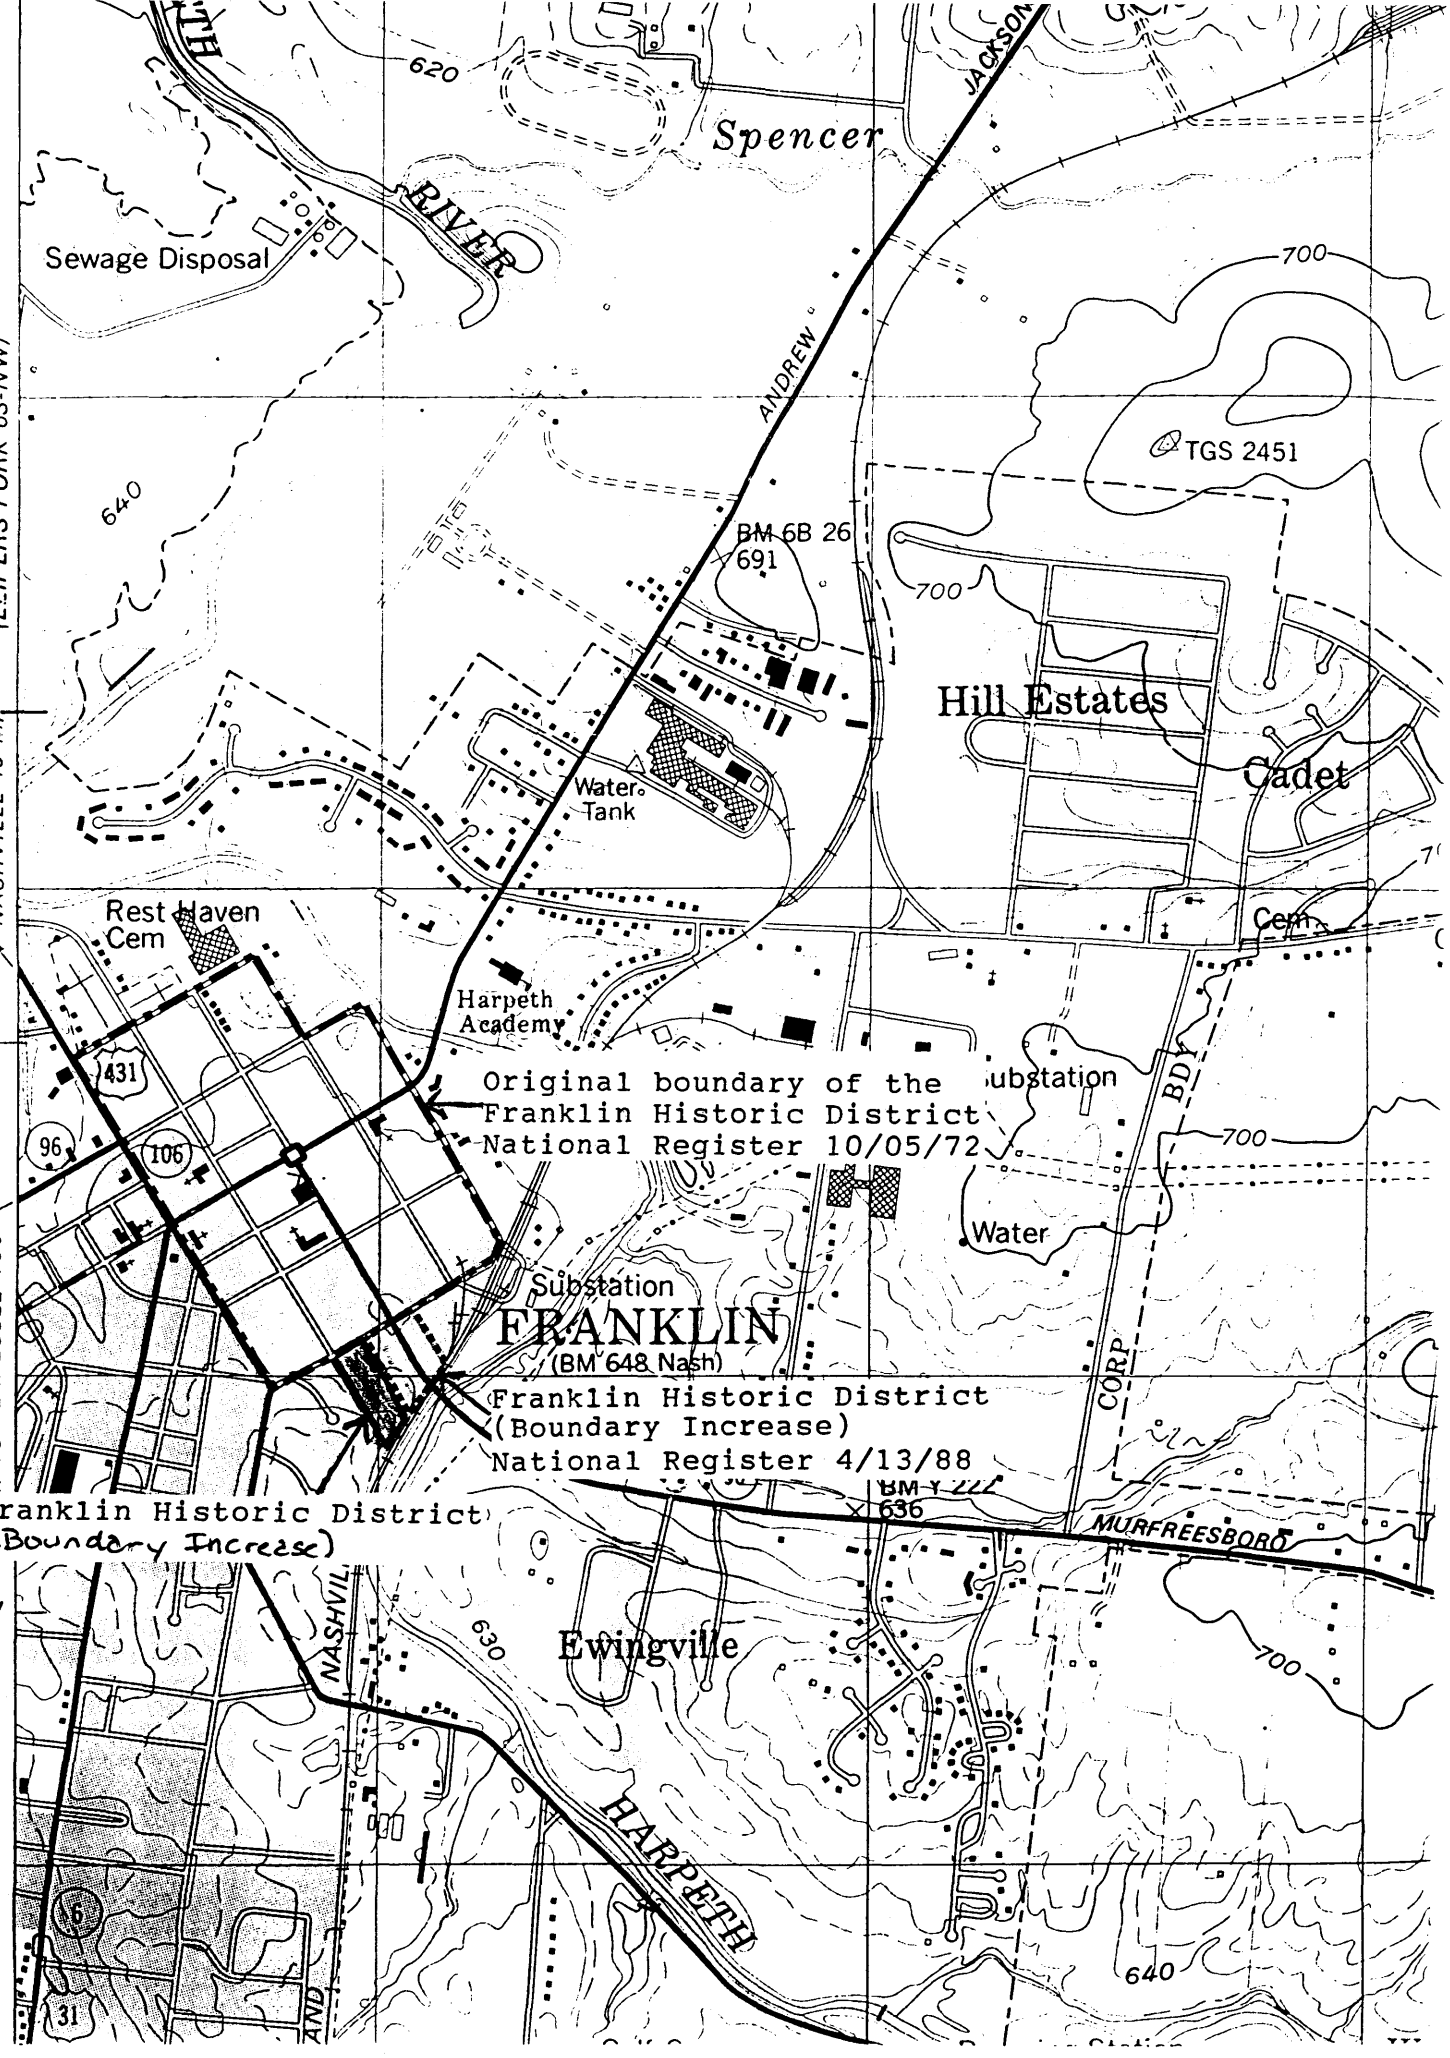 TH
620
JACKSON
Spencer
RIVER
Sewage Disposal
700
ANDREW
TGS 2451
640
BM 6B 26
691
700
Hill Estates
Cadet
Water
Tank
Rest Haven
Cem
Cem
Harpeth
Academy
431
Original boundary of the
Franklin Historic District
National Register 10/05/72
ubstation
BDY
96
106
700
Water
Substation
FRANKLIN
(BM 648 Nash)
CORP
Franklin Historic District
(Boundary Increase)
National Register 4/13/88
BM Y 222
636
ranklin Historic District
Boundary Increase)
MURFREESBORO
NASHVIL
630
Ewingville
700
HARPETH
6
640
31
AND